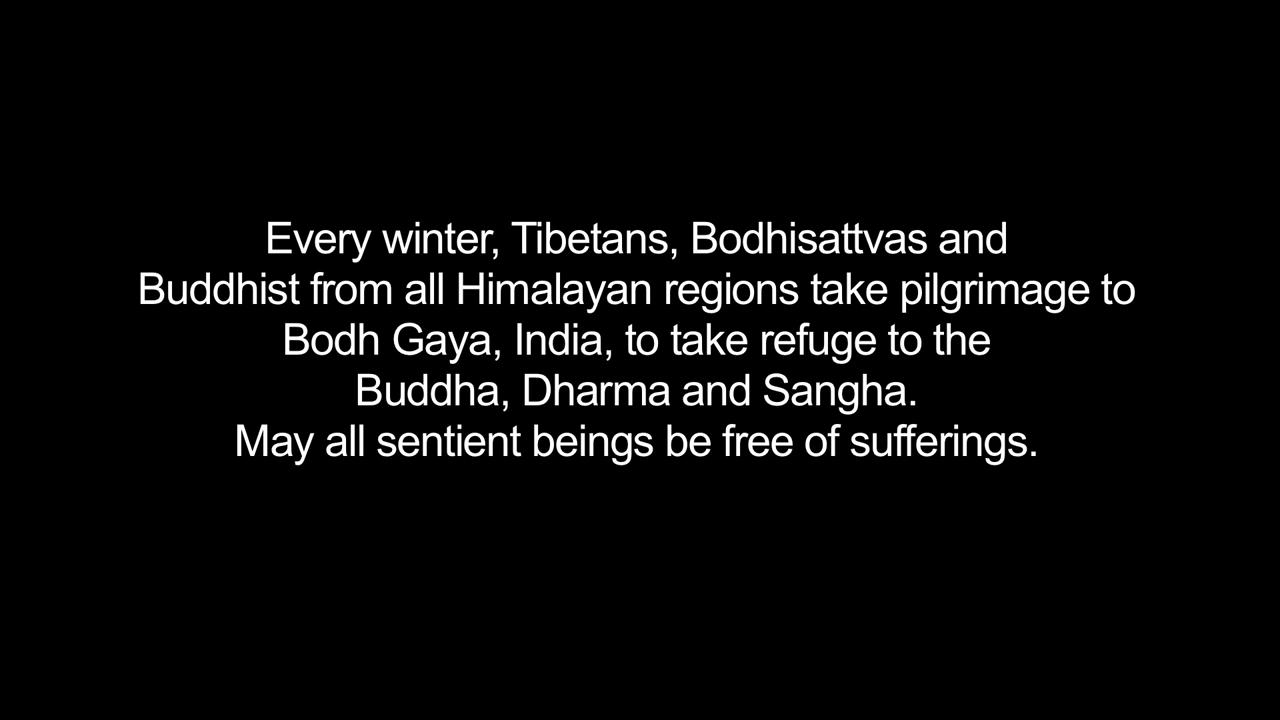 Every winter, Tibetans, Bodhisattvas and
Buddhist from all Himalayan regions take pilgrimage to
Bodh Gaya, India, to take refuge to the
Buddha, Dharma and Sangha.
May all sentient beings be free of sufferings.